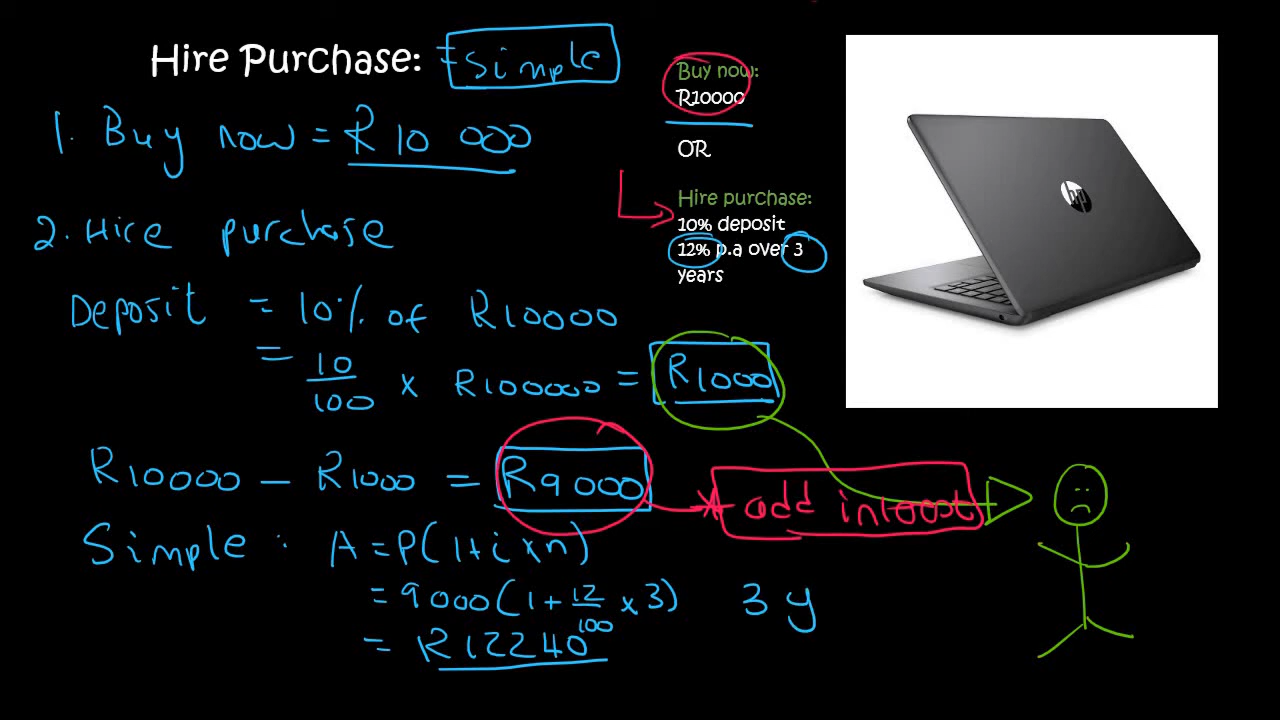 Hire Purchase: - Simple
1. Buy now = R10 000
2. Hire purchase
Deposit = 10% of R10000
= 10/100 × R100000 = R1000
R10000 - R1000 = R9000
add
Simple : A = P(1+i×n)
= 9000(1+12/100×3) 3 y
= R12240
Buy now:
R10000
OR
Hire purchase:
10% deposit
12% p.a over 3
years
hp